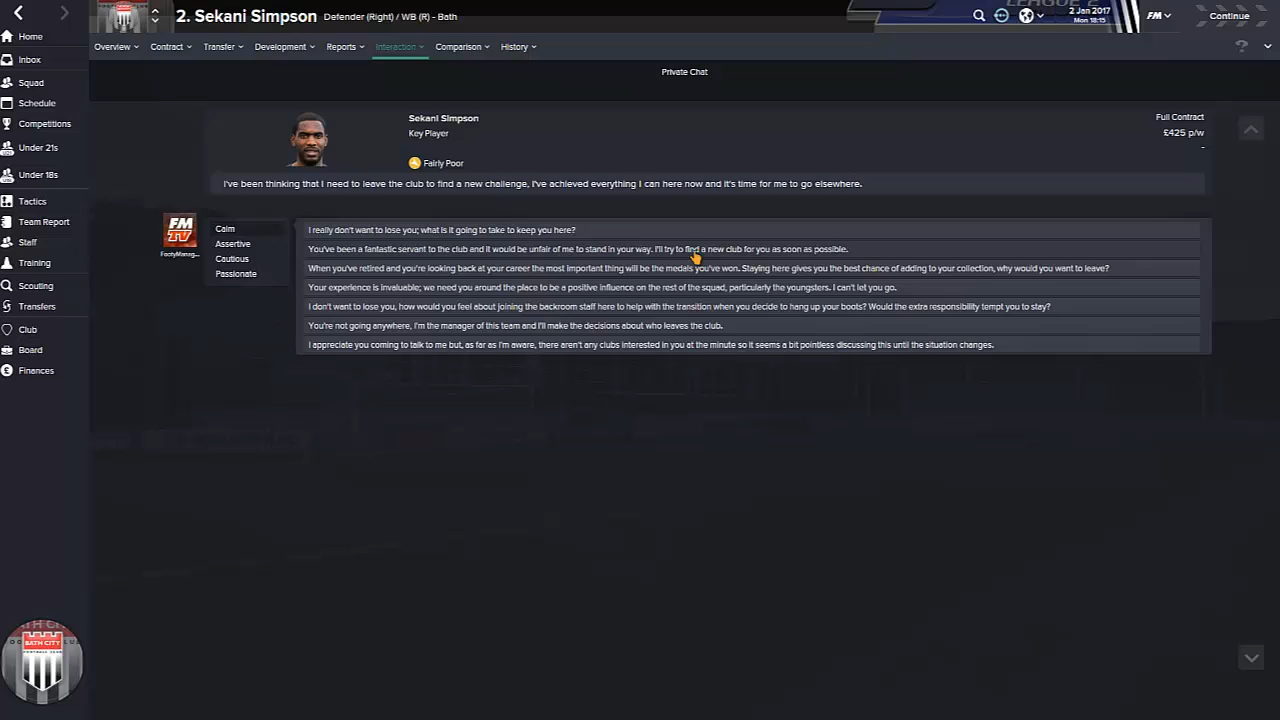 2. Sekani Simpson Defender (Right) / WB (R) - Bath
2 Jan 2017
Mon 18:15
FM
Continue
Home
Inbox
Squad
Schedule
Competitions
Under 21s
Under 18s
Tactics
Team Report
Staff
Training
Scouting
Transfers
Club
Board
Finances
Overview Contract Transfer Development Reports Interaction Comparison History
?
Private Chat
Sekani Simpson
Key Player
Fairly Poor
Full Contract
£425 p/w
-
I've been thinking that I need to leave the club to find a new challenge, I've achieved everything I can here now and it's time for me to go elsewhere.
FM
TV
FootyManag...
Calm
Assertive
Cautious
Passionate
I really don't want to lose you; what is it going to take to keep you here?
You've been a fantastic servant to the club and it would be unfair of me to stand in your way. I'll try to find a new club for you as soon as possible.
When you've retired and you're looking back at your career the most important thing will be the medals you've won. Staying here gives you the best chance of adding to your collection, why would you want to leave?
Your experience is invaluable; we need you around the place to be a positive influence on the rest of the squad, particularly the youngsters. I can't let you go.
I don't want to lose you, how would you feel about joining the backroom staff here to help with the transition when you decide to hang up your boots? Would the extra responsibility tempt you to stay?
You're not going anywhere, I'm the manager of this team and I'll make the decisions about who leaves the club.
I appreciate you coming to talk to me but, as far as I'm aware, there aren't any clubs interested in you at the minute so it seems a bit pointless discussing this until the situation changes.
BATH CITY